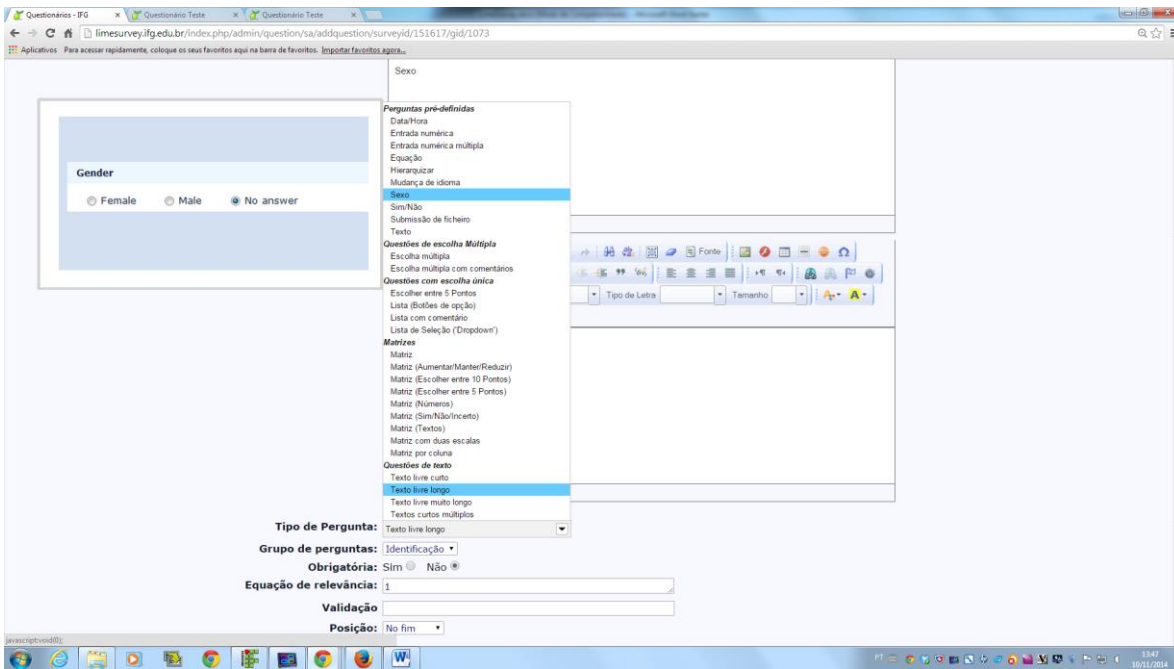 Questionários - IFG
Questionário Teste
Questionário Teste
limesurvey.ifg.edu.br/index.php/admin/question/sa/addquestion/surveyid/151617/gid/1073
Aplicativos Para acessar rapidamente, coloque os seus favoritos aqui na barra de favoritos. Importar favoritos agora...
Sexo
Gender
Female Male No answer
Perguntas pré-definidas
Data/Hora
Entrada numérica
Entrada numérica múltipla
Equação
Hierarquizar
Mudança de idioma
Sexo
Sim/Não
Submissão de ficheiro
Texto
Questões de escolha Múltipla
Escolha múltipla
Escolha múltipla com comentários
Questões com escolha única
Escolher entre 5 Pontos
Lista (Botões de opção)
Lista com comentário
Lista de Seleção ('Dropdown')
Matrizes
Matriz
Matriz (Aumentar/Manter/Reduzir)
Matriz (Escolher entre 10 Pontos)
Matriz (Escolher entre 5 Pontos)
Matriz (Números)
Matriz (Sim/Não/Incerto)
Matriz (Textos)
Matriz com duas escalas
Matriz por coluna
Questões de texto
Texto livre curto
Texto livre longo
Texto livre muito longo
Textos curtos múltiplos
Fonte
Tipo de Letra Tamanho
Tipo de Pergunta: Texto livre longo
Grupo de perguntas: Identificação
Obrigatória: Sim Não
Equação de relevância: 1
Validação
Posição: No fim
javascript:void(0);
PT 13:47
10/11/2014